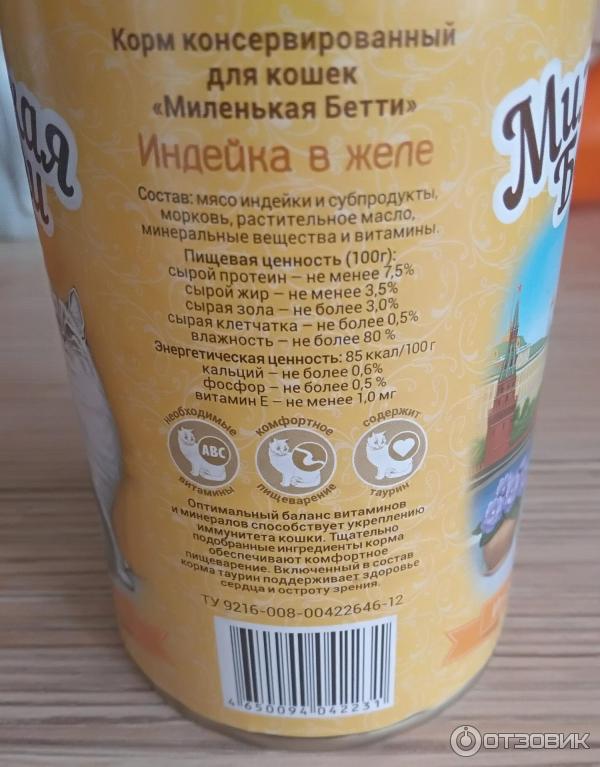 Корм консервированный
для кошек
«Миленькая Бетти»
Индейка в желе
Состав: мясо индейки и субпродукты,
морковь, растительное масло,
минеральные вещества и витамины.
Пищевая ценность (100г):
сырой протеин – не менее 7,5%
сырой жир – не менее 3,5%
сырая зола – не более 3,0%
сырая клетчатка – не более 0,5%
влажность – не более 80 %
Энергетическая ценность: 85 ккал/100 г
кальций – не более 0,6%
фосфор – не более 0,5 %
витамин Е – не менее 1,0 мг
необходимые
ABC
витамины
комфортное
пищеварение
содержит
таурин
Оптимальный баланс витаминов
и минералов способствует укреплению
иммунитета кошки. Тщательно
подобранные ингредиенты корма
обеспечивают комфортное
пищеварение. Включенный в состав
корма таурин поддерживает здоровье
сердца и остроту зрения.
ТУ 9216-008-00422646-12
4 650094 042231
ОТЗОВИК